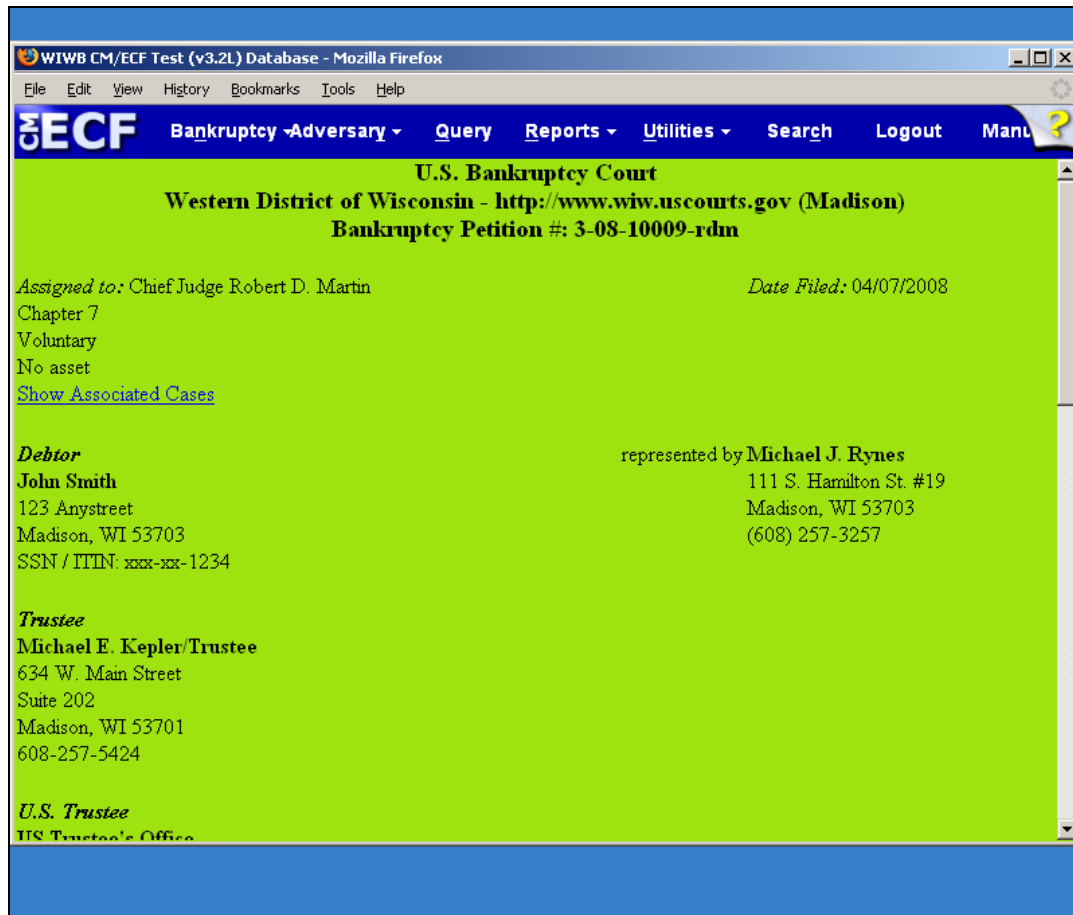 WIWB CM/ECF Test (v3.2L) Database - Mozilla Firefox
File Edit View History Bookmarks Tools Help
CM ECF Bankruptcy Adversary Query Reports Utilities Search Logout ?
U.S. Bankruptcy Court
Western District of Wisconsin - http://www.wiw.uscourts.gov (Madison)
Bankruptcy Petition #: 3-08-10009-rdm
Assigned to: Chief Judge Robert D. Martin Date Filed: 04/07/2008
Chapter 7
Voluntary
No asset
Show Associated Cases
Debtor represented by Michael J. Rynes
John Smith 111 S. Hamilton St. #19
123 Anystreet Madison, WI 53703
Madison, WI 53703 (608) 257-3257
SSN / ITIN: xxx-xx-1234
Trustee
Michael E. Kepler/Trustee
634 W. Main Street
Suite 202
Madison, WI 53701
608-257-5424
U.S. Trustee
US Trustee's Office